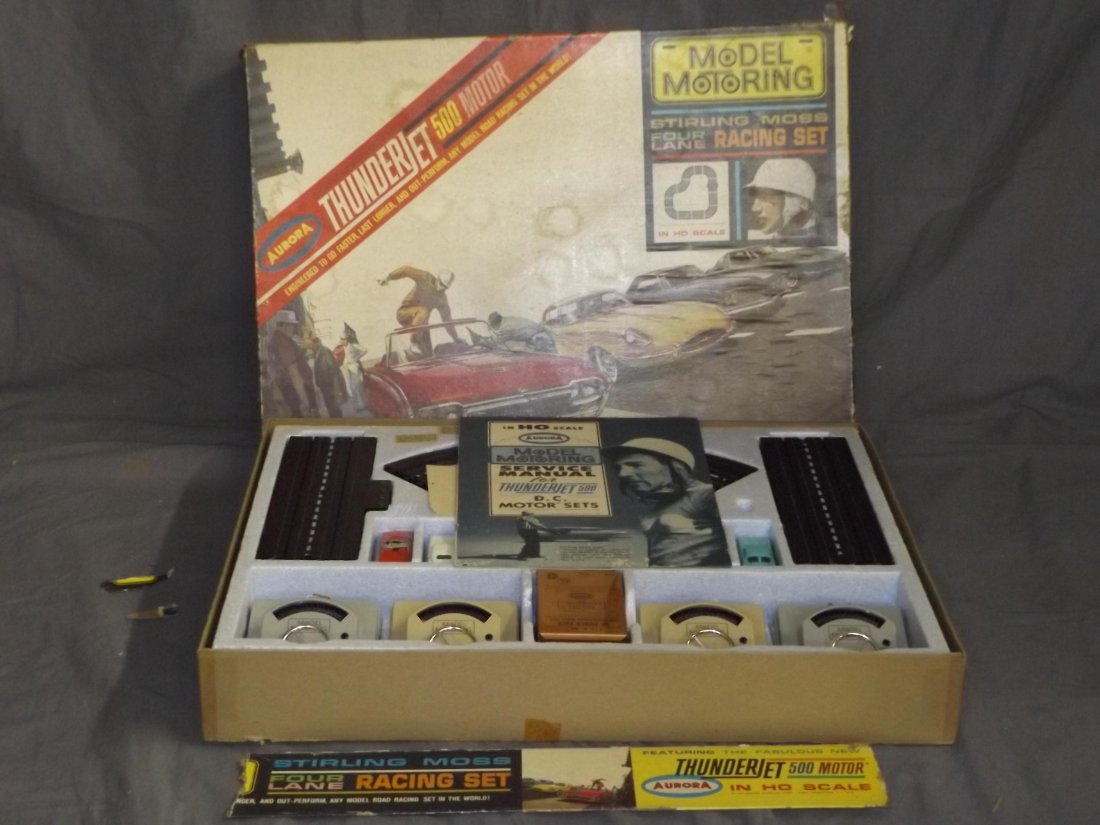 MODEL
MOTORING
STIRLING MOSS
FOUR
LANE RACING SET
IN HO SCALE
AURORA THUNDERJET 500 MOTOR
ENGINEERED TO GO FASTER, LAST LONGER, AND OUT-PERFORM, ANY MODEL ROAD RACING SET IN THE WORLD!
IN HO SCALE
AURORA
MODEL
MOTORING
SERVICE
MANUAL
for
THUNDERJET 500
D.C.
MOTOR SETS
STIRLING MOSS
FOUR
LANE RACING SET
NGER, AND OUT-PERFORM, ANY MODEL ROAD RACING SET IN THE WORLD!
FEATURING THE FABULOUS NEW
THUNDERJET 500 MOTOR
AURORA IN HO SCALE